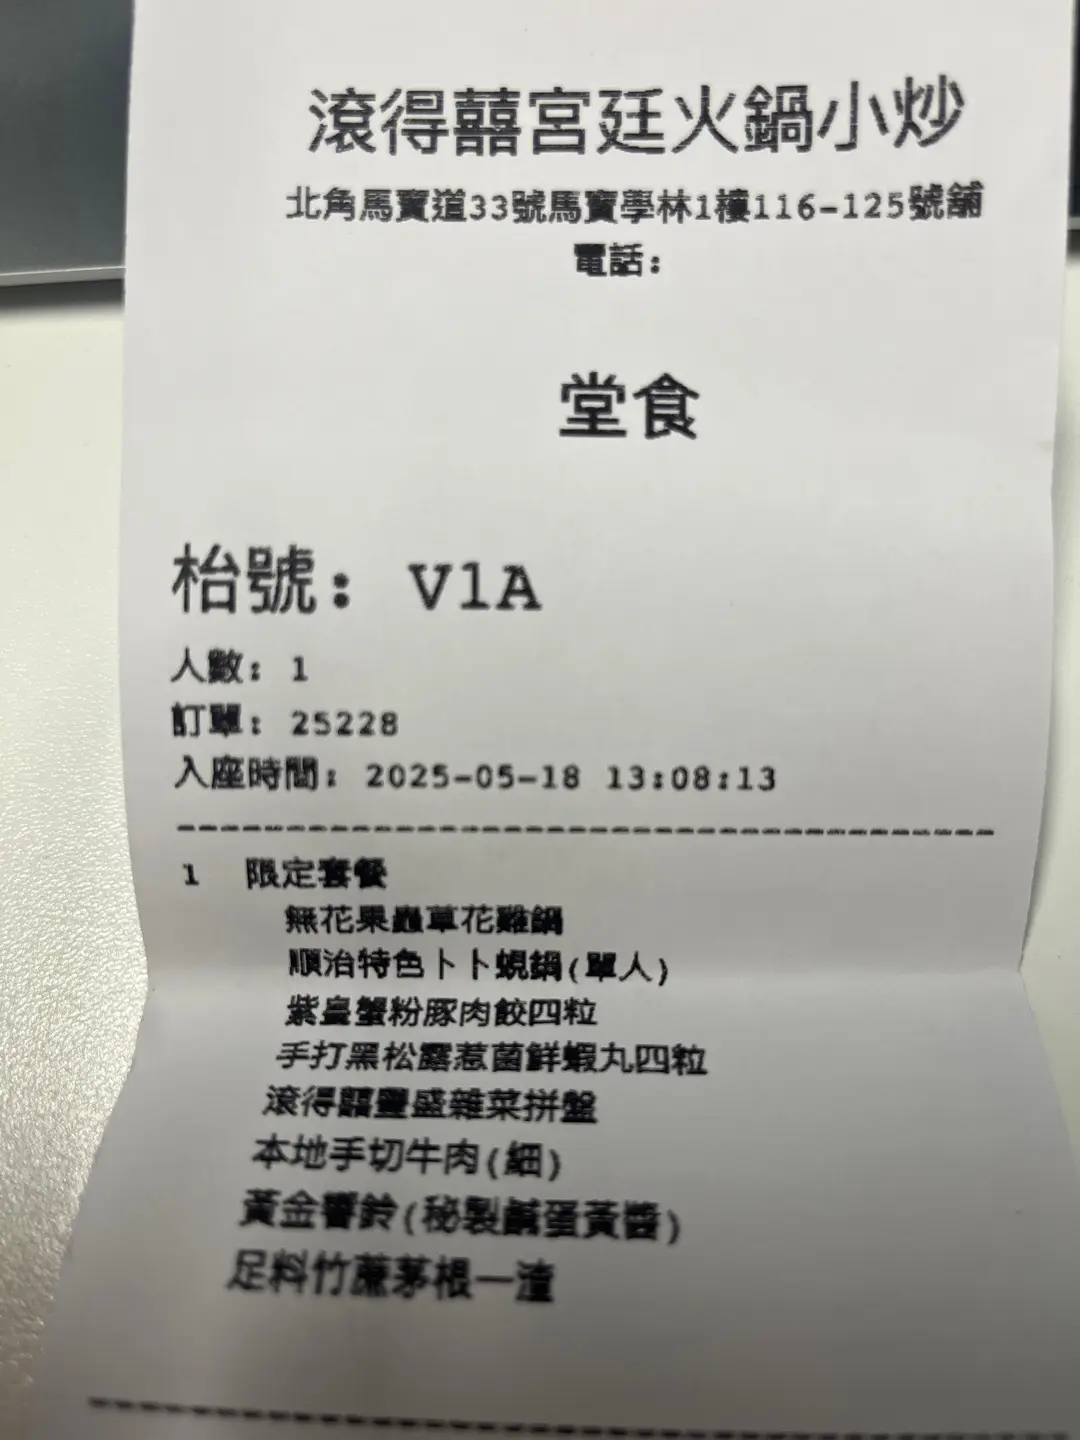 滾得囍宮廷火鍋小炒
北角馬寶道33號馬寶學林1樓116-125號舖
電話:
堂食
枱號: V1A
人數: 1
訂單: 25228
入座時間: 2025-05-18 13:08:13
1 限定套餐
無花果蟲草花雞鍋
順治特色卜卜蜆鍋(單人)
紫皇蟹粉豚肉餃四粒
手打黑松露惹菌鮮蝦丸四粒
滾得囍豐盛雜菜拼盤
本地手切牛肉(細)
黃金響鈴(秘製鹹蛋黃醬)
足料竹蔗茅根一渣